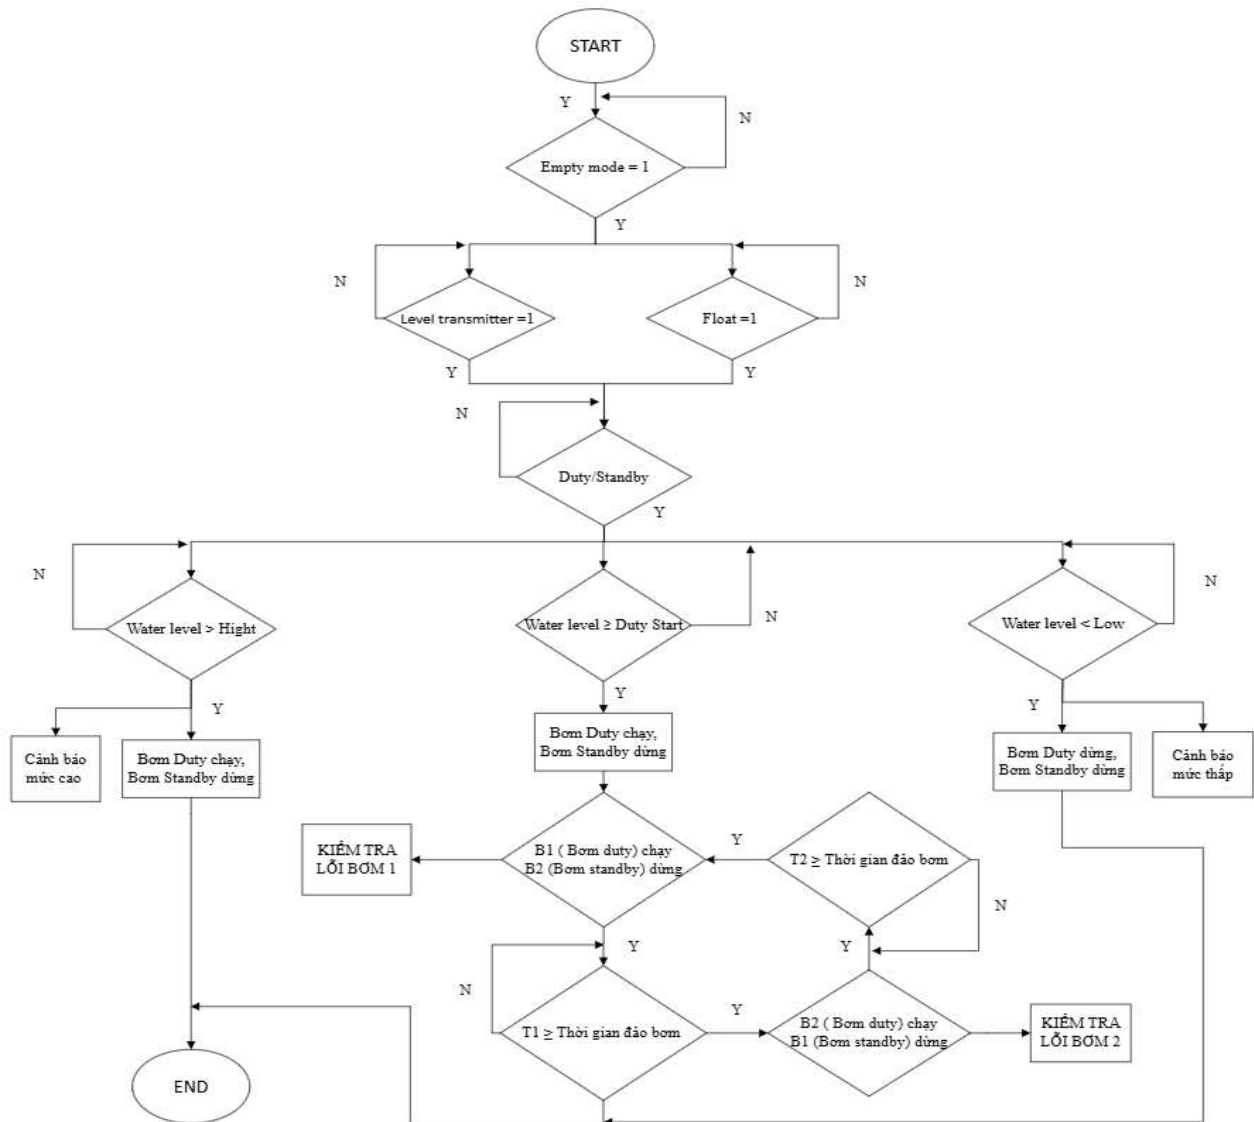 START
Y
N
Empty mode = 1
Y
N
N
Level transmitter =1
Float =1
Y
Y
N
Duty/Standby
Y
N
N
Water level > Hight
Water level ≥ Duty Start
N
Water level < Low
Y
Y
Y
Cảnh báo
mức cao
Bơm Duty chạy,
Bơm Standby dừng
Bơm Duty chạy,
Bơm Standby dừng
Bơm Duty dừng,
Bơm Standby dừng
Cảnh báo
mức thấp
KIỂM TRA
LỖI BƠM 1
B1 ( Bơm duty) chạy
B2 (Bơm standby) dừng
Y
T2 ≥ Thời gian đảo bơm
N
Y
Y
N
T1 ≥ Thời gian đảo bơm
Y
B2 ( Bơm duty) chạy
B1 (Bơm standby) dừng
KIỂM TRA
LỖI BƠM 2
END